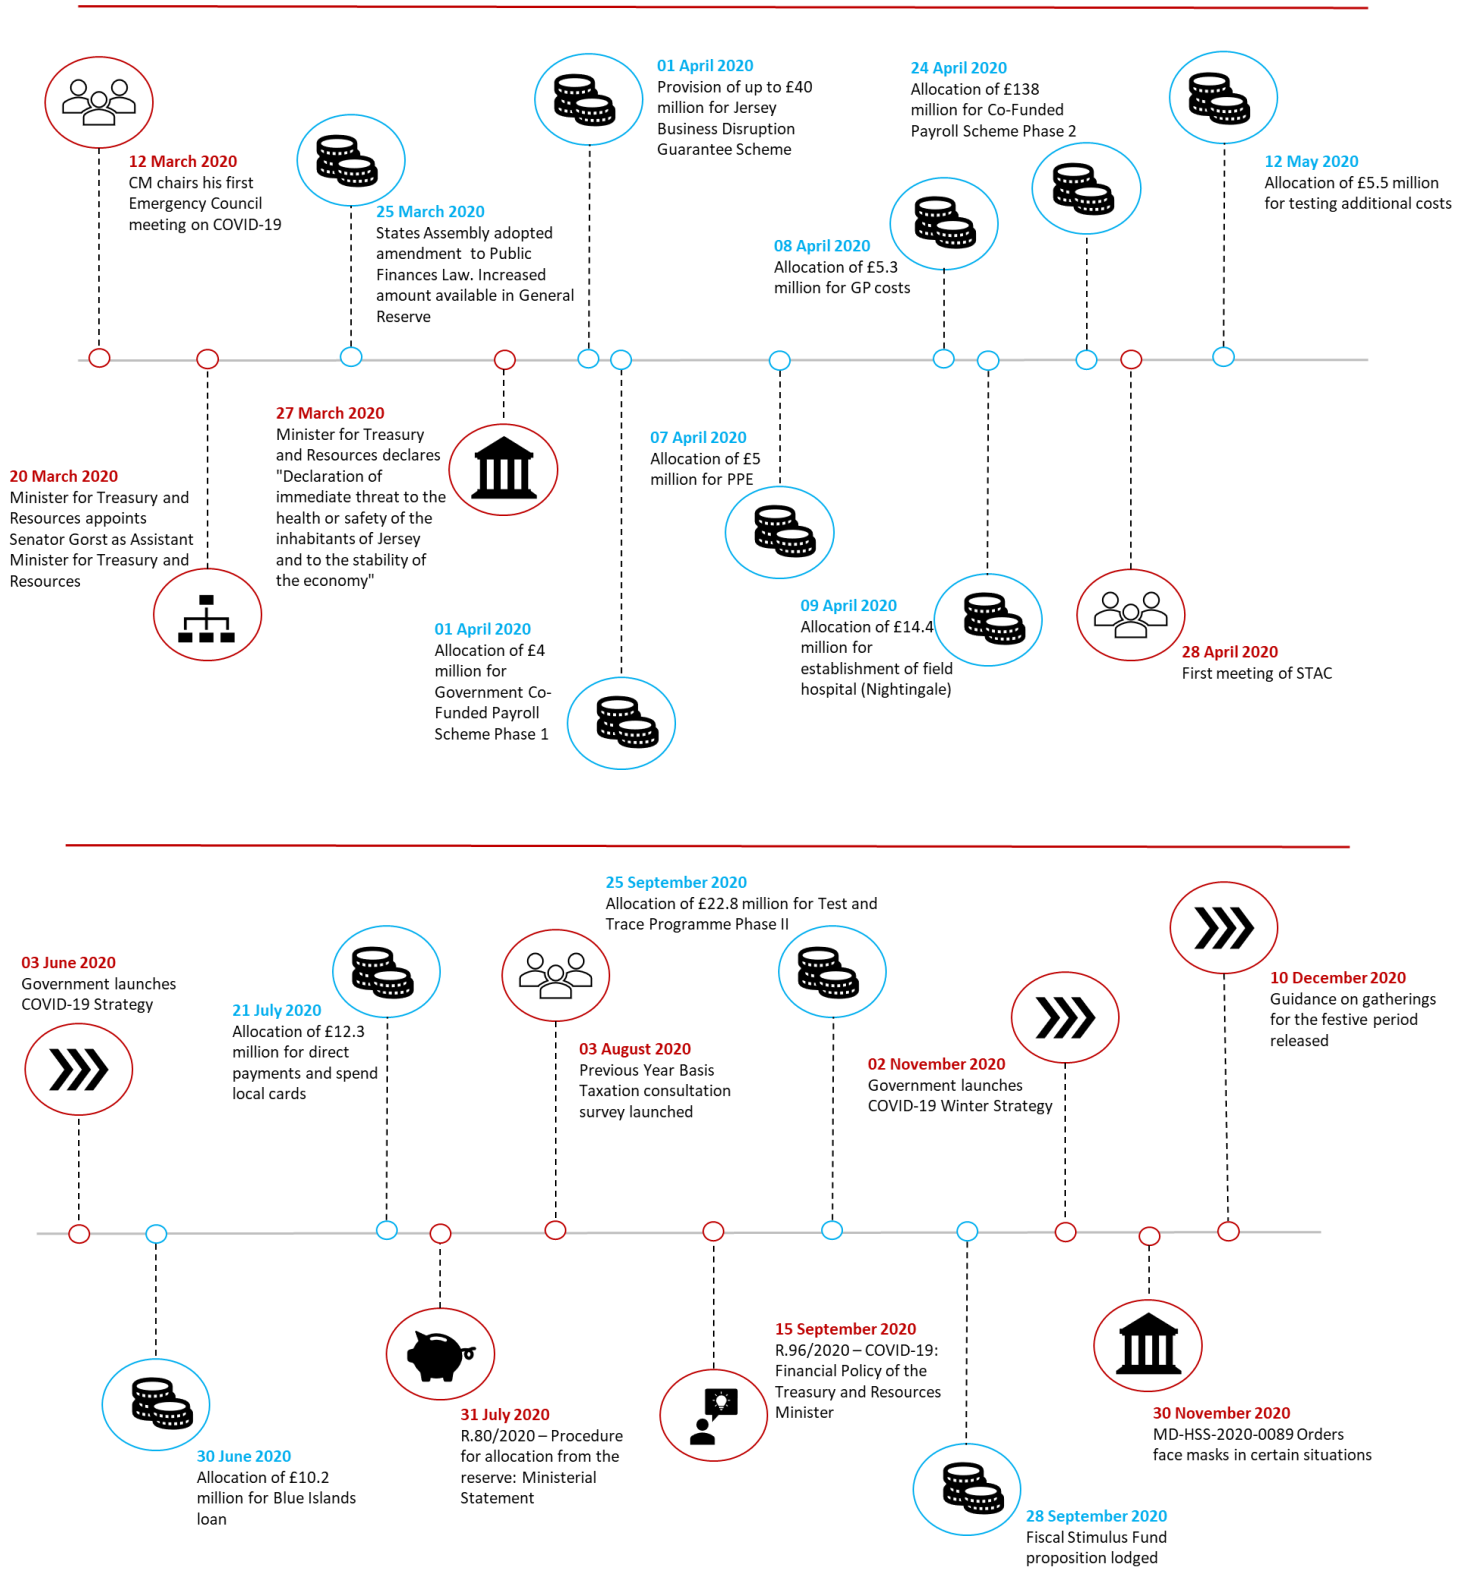 12 March 2020
CM chairs his first
Emergency Council
meeting on COVID-19
20 March 2020
Minister for Treasury and
Resources appoints
Senator Gorst as Assistant
Minister for Treasury and
Resources
25 March 2020
States Assembly adopted
amendment to Public
Finances Law. Increased
amount available in General
Reserve
27 March 2020
Minister for Treasury
and Resources declares
"Declaration of
immediate threat to the
health or safety of the
inhabitants of Jersey
and to the stability of
the economy"
01 April 2020
Provision of up to £40
million for Jersey
Business Disruption
Guarantee Scheme
01 April 2020
Allocation of £4
million for
Government Co-
Funded Payroll
Scheme Phase 1
07 April 2020
Allocation of £5
million for PPE
08 April 2020
Allocation of £5.3
million for GP costs
09 April 2020
Allocation of £14.4
million for
establishment of field
hospital (Nightingale)
24 April 2020
Allocation of £138
million for Co-Funded
Payroll Scheme Phase 2
28 April 2020
First meeting of STAC
12 May 2020
Allocation of £5.5 million
for testing additional costs
03 June 2020
Government launches
COVID-19 Strategy
30 June 2020
Allocation of £10.2
million for Blue Islands
loan
21 July 2020
Allocation of £12.3
million for direct
payments and spend
local cards
31 July 2020
R.80/2020 – Procedure
for allocation from the
reserve: Ministerial
Statement
03 August 2020
Previous Year Basis
Taxation consultation
survey launched
15 September 2020
R.96/2020 – COVID-19:
Financial Policy of the
Treasury and Resources
Minister
25 September 2020
Allocation of £22.8 million for Test and
Trace Programme Phase II
28 September 2020
Fiscal Stimulus Fund
proposition lodged
02 November 2020
Government launches
COVID-19 Winter Strategy
30 November 2020
MD-HSS-2020-0089 Orders
face masks in certain situations
10 December 2020
Guidance on gatherings
for the festive period
released